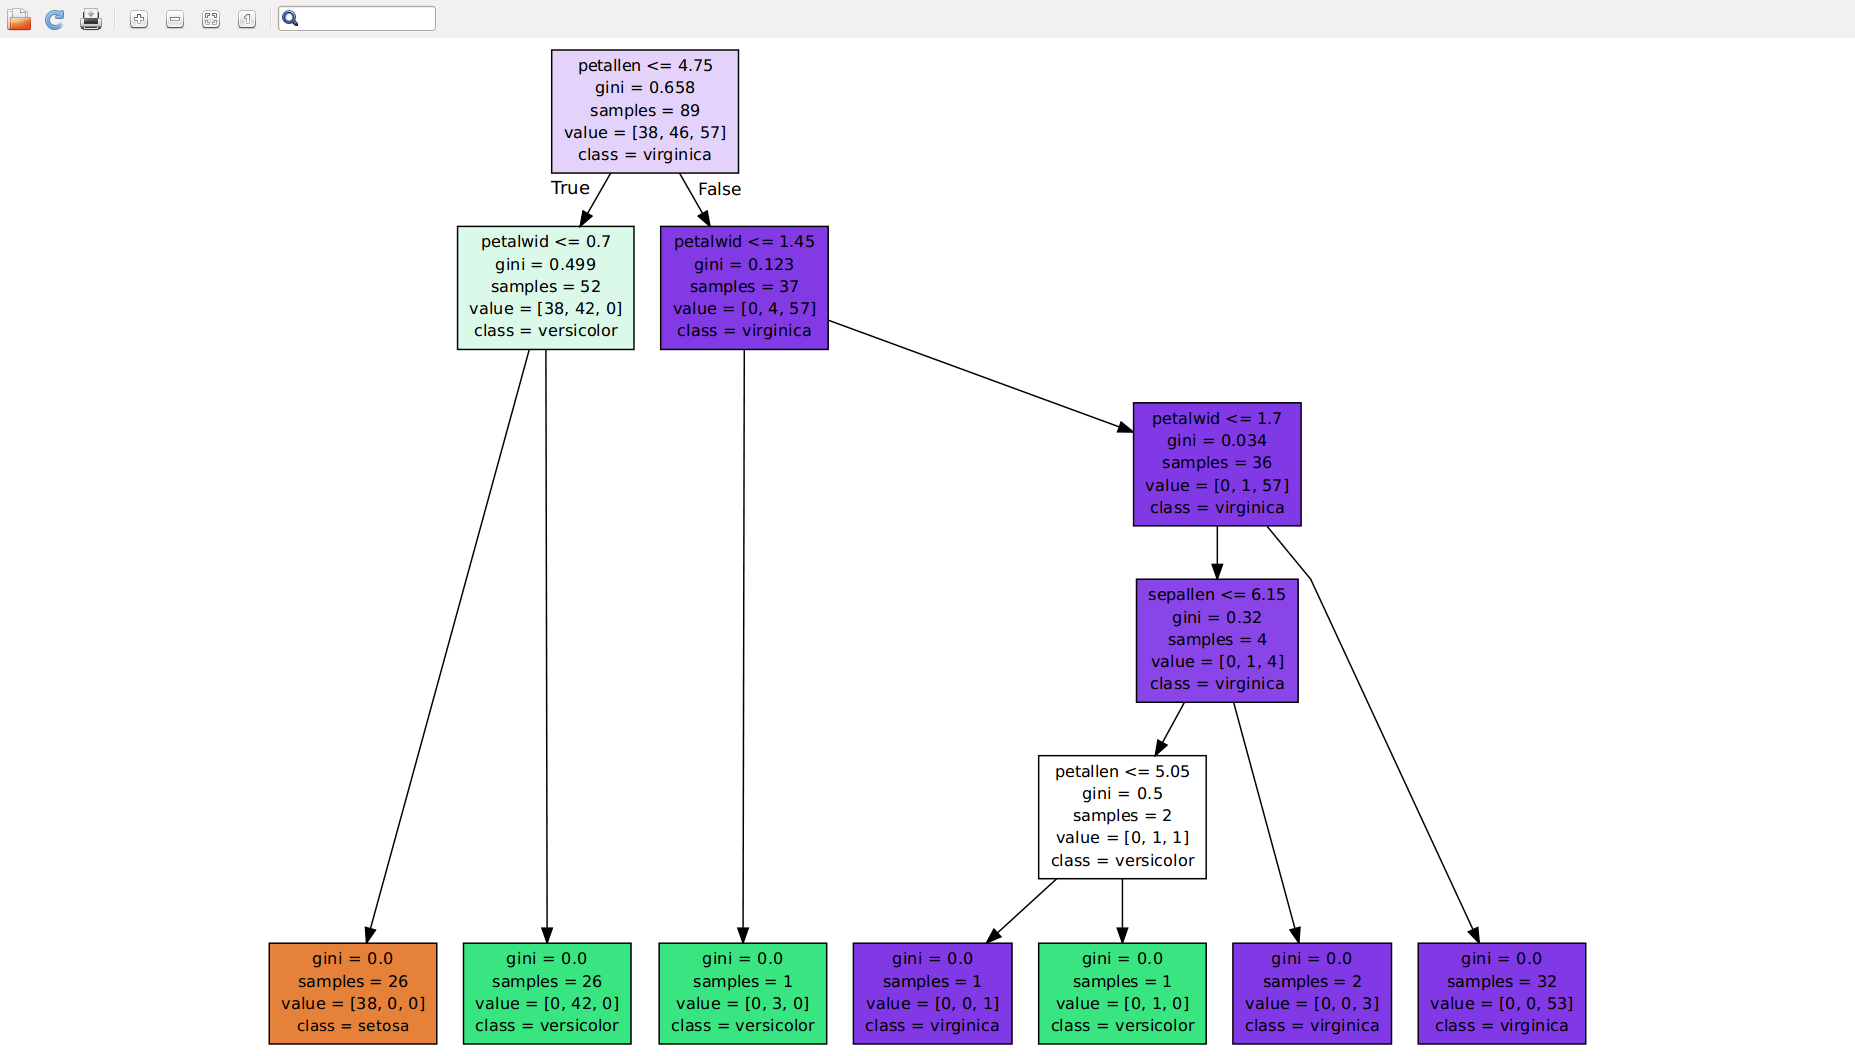 petallen <= 4.75
gini = 0.658
samples = 89
value = [38, 46, 57]
class = virginica
True
False
petalwid <= 0.7
gini = 0.499
samples = 52
value = [38, 42, 0]
class = versicolor
petalwid <= 1.45
gini = 0.123
samples = 37
value = [0, 4, 57]
class = virginica
petalwid <= 1.7
gini = 0.034
samples = 36
value = [0, 1, 57]
class = virginica
sepallen <= 6.15
gini = 0.32
samples = 4
value = [0, 1, 4]
class = virginica
petallen <= 5.05
gini = 0.5
samples = 2
value = [0, 1, 1]
class = versicolor
gini = 0.0
samples = 26
value = [38, 0, 0]
class = setosa
gini = 0.0
samples = 26
value = [0, 42, 0]
class = versicolor
gini = 0.0
samples = 1
value = [0, 3, 0]
class = versicolor
gini = 0.0
samples = 1
value = [0, 0, 1]
class = virginica
gini = 0.0
samples = 1
value = [0, 1, 0]
class = versicolor
gini = 0.0
samples = 2
value = [0, 0, 3]
class = virginica
gini = 0.0
samples = 32
value = [0, 0, 53]
class = virginica